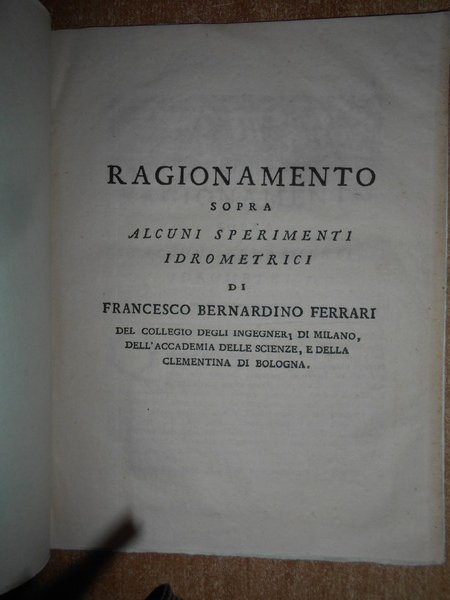 RAGIONAMENTO
SOPRA
ALCUNI SPERIMENTI
IDROMETRICI
DI
FRANCESCO BERNARDINO FERRARI
DEL COLLEGIO DEGLI INGEGNERI DI MILANO,
DELL'ACCADEMIA DELLE SCIENZE, E DELLA
CLEMENTINA DI BOLOGNA.